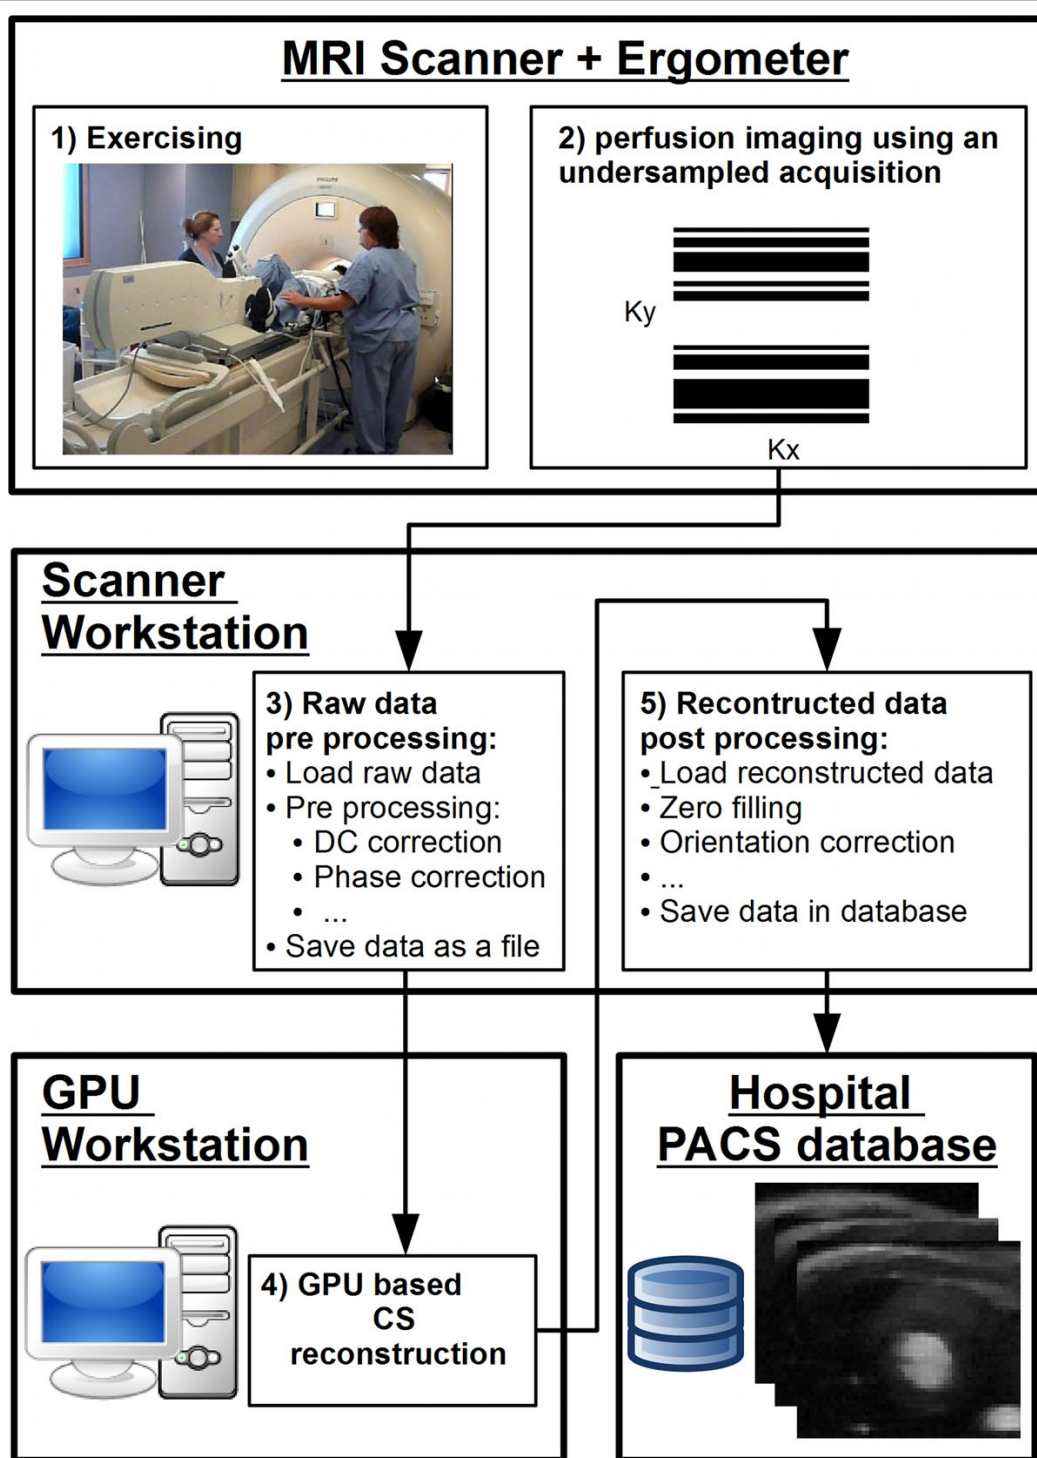 MRI Scanner + Ergometer
1) Exercising
PHILIPS
2) perfusion imaging using an
undersampled acquisition
Ky
Kx
Scanner
Workstation
3) Raw data
pre processing:
• Load raw data
• Pre processing:
• DC correction
• Phase correction
• ...
• Save data as a file
5) Recontructed data
post processing:
• Load reconstructed data
• Zero filling
• Orientation correction
• ...
• Save data in database
GPU
Workstation
4) GPU based
CS
reconstruction
Hospital
PACS database